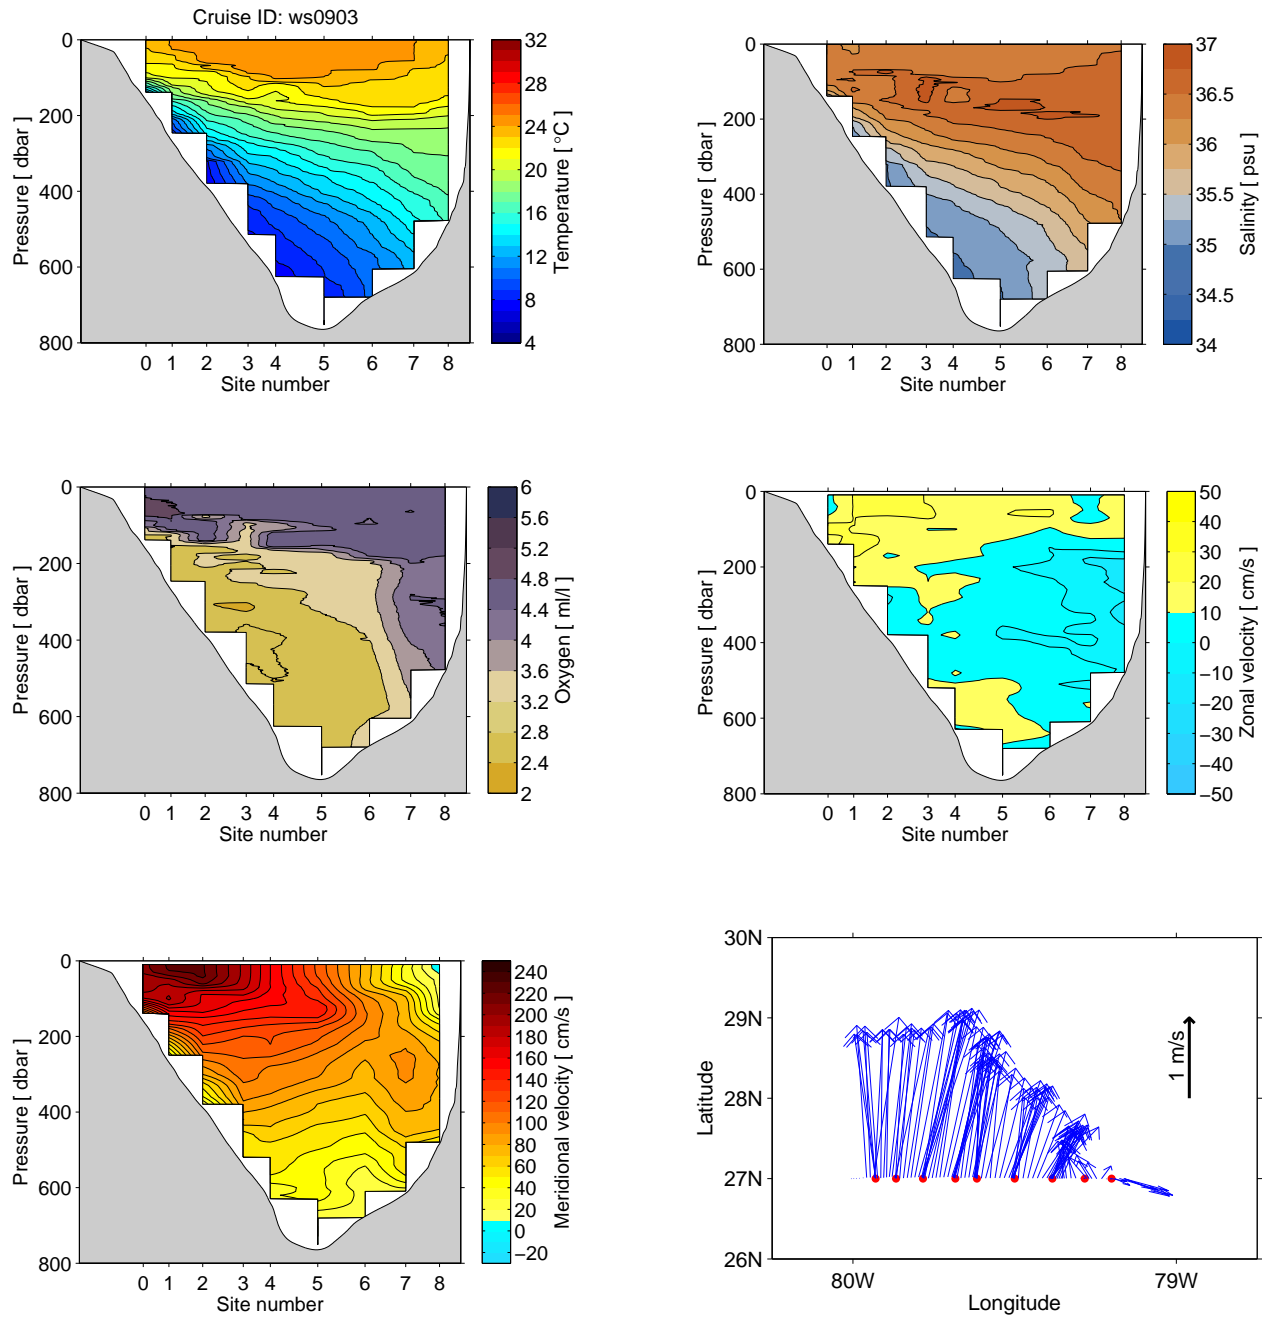 Cruise ID: ws0903
0
200
400
600
800
Pressure [ dbar ]
0 1 2 3 4 5 6 7 8
Site number
32
28
24
20
16
12
8
4
Temperature [ °C ]
0
200
400
600
800
Pressure [ dbar ]
0 1 2 3 4 5 6 7 8
Site number
37
36.5
36
35.5
35
34.5
34
Salinity [ psu ]
0
200
400
600
800
Pressure [ dbar ]
0 1 2 3 4 5 6 7 8
Site number
6
5.6
5.2
4.8
4.4
4
3.6
3.2
2.8
2.4
2
Oxygen [ ml/l ]
0
200
400
600
800
Pressure [ dbar ]
0 1 2 3 4 5 6 7 8
Site number
50
40
30
20
10
0
−10
−20
−30
−40
−50
Zonal velocity [ cm/s ]
0
200
400
600
800
Pressure [ dbar ]
0 1 2 3 4 5 6 7 8
Site number
240
220
200
180
160
140
120
100
80
60
40
20
0
−20
Meridional velocity [ cm/s ]
30N
29N
28N
27N
26N
Latitude
1 m/s
80W 79W
Longitude